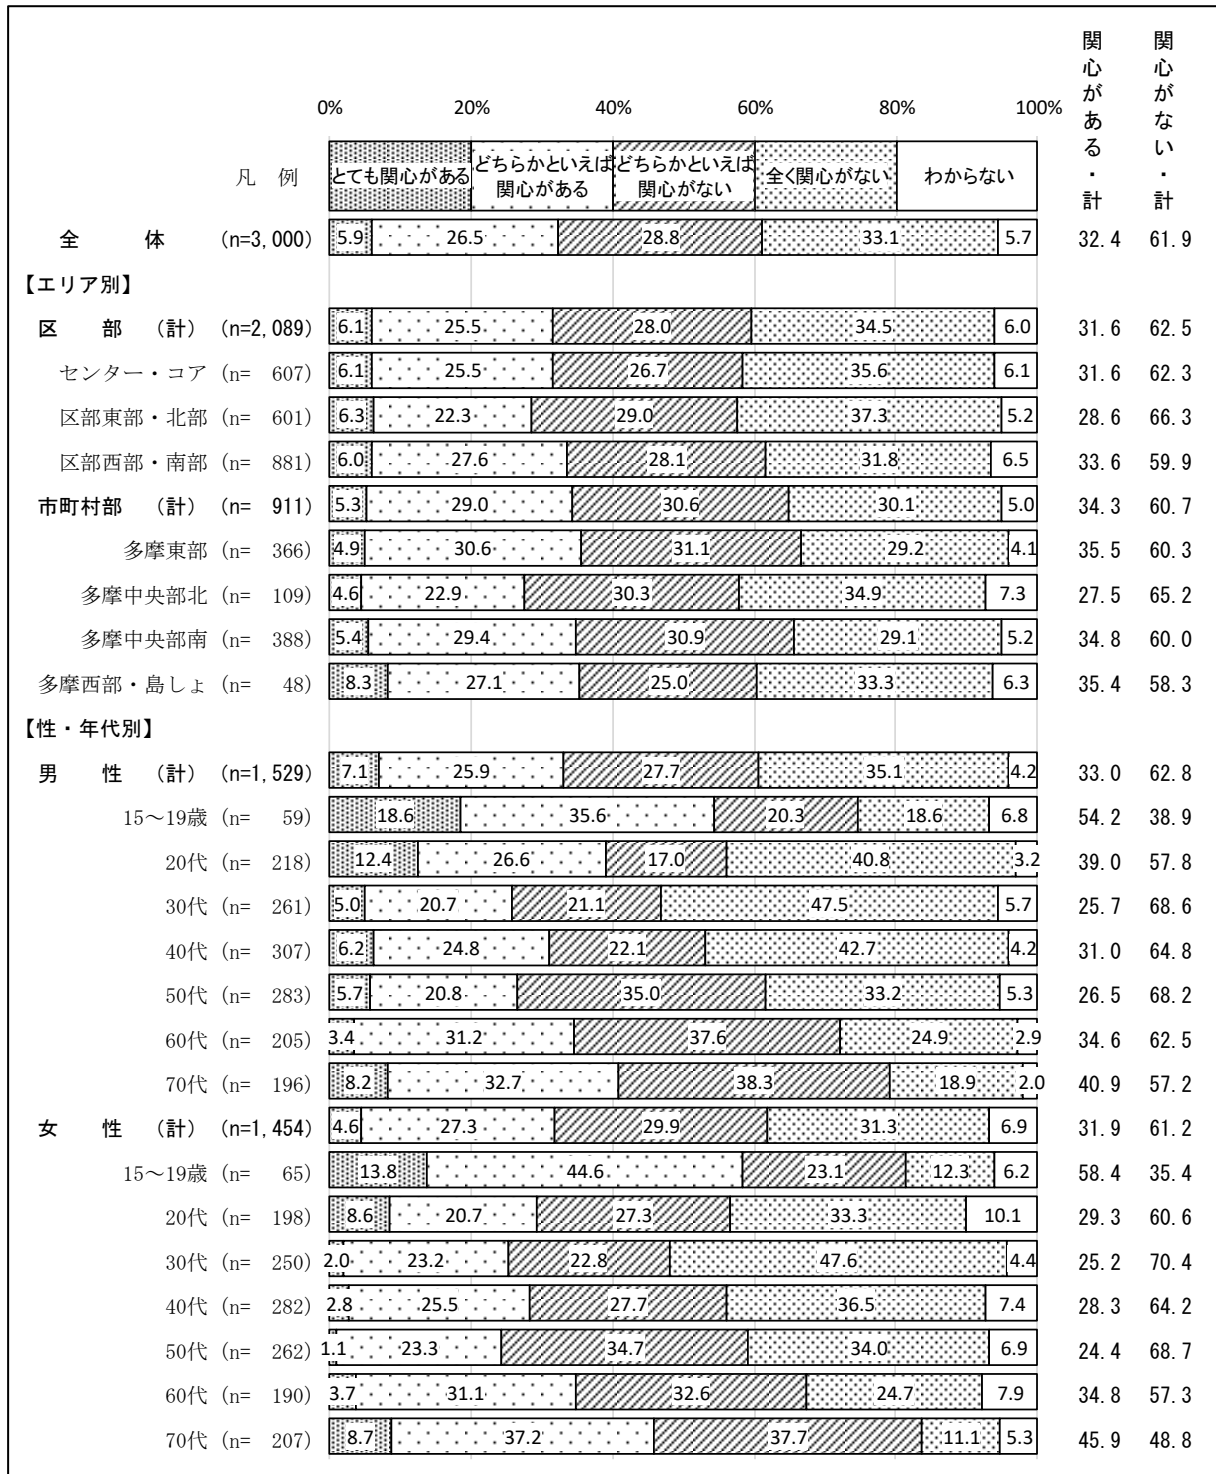 関心がある・計
関心がない・計
0% 20% 40% 60% 80% 100%
凡 例 とても関心がある どちらかといえば関心がある どちらかといえば関心がない 全く関心がない わからない
全 体 (n=3,000) 5.9 26.5 28.8 33.1 5.7 32.4 61.9
【エリア別】
区 部 (計) (n=2,089) 6.1 25.5 28.0 34.5 6.0 31.6 62.5
センター・コア (n= 607) 6.1 25.5 26.7 35.6 6.1 31.6 62.3
区部東部・北部 (n= 601) 6.3 22.3 29.0 37.3 5.2 28.6 66.3
区部西部・南部 (n= 881) 6.0 27.6 28.1 31.8 6.5 33.6 59.9
市町村部 (計) (n= 911) 5.3 29.0 30.6 30.1 5.0 34.3 60.7
多摩東部 (n= 366) 4.9 30.6 31.1 29.2 4.1 35.5 60.3
多摩中央部北 (n= 109) 4.6 22.9 30.3 34.9 7.3 27.5 65.2
多摩中央部南 (n= 388) 5.4 29.4 30.9 29.1 5.2 34.8 60.0
多摩西部・島しょ (n= 48) 8.3 27.1 25.0 33.3 6.3 35.4 58.3
【性・年代別】
男 性 (計) (n=1,529) 7.1 25.9 27.7 35.1 4.2 33.0 62.8
15～19歳 (n= 59) 18.6 35.6 20.3 18.6 6.8 54.2 38.9
20代 (n= 218) 12.4 26.6 17.0 40.8 3.2 39.0 57.8
30代 (n= 261) 5.0 20.7 21.1 47.5 5.7 25.7 68.6
40代 (n= 307) 6.2 24.8 22.1 42.7 4.2 31.0 64.8
50代 (n= 283) 5.7 20.8 35.0 33.2 5.3 26.5 68.2
60代 (n= 205) 3.4 31.2 37.6 24.9 2.9 34.6 62.5
70代 (n= 196) 8.2 32.7 38.3 18.9 2.0 40.9 57.2
女 性 (計) (n=1,454) 4.6 27.3 29.9 31.3 6.9 31.9 61.2
15～19歳 (n= 65) 13.8 44.6 23.1 12.3 6.2 58.4 35.4
20代 (n= 198) 8.6 20.7 27.3 33.3 10.1 29.3 60.6
30代 (n= 250) 2.0 23.2 22.8 47.6 4.4 25.2 70.4
40代 (n= 282) 2.8 25.5 27.7 36.5 7.4 28.3 64.2
50代 (n= 262) 1.1 23.3 34.7 34.0 6.9 24.4 68.7
60代 (n= 190) 3.7 31.1 32.6 24.7 7.9 34.8 57.3
70代 (n= 207) 8.7 37.2 37.7 11.1 5.3 45.9 48.8